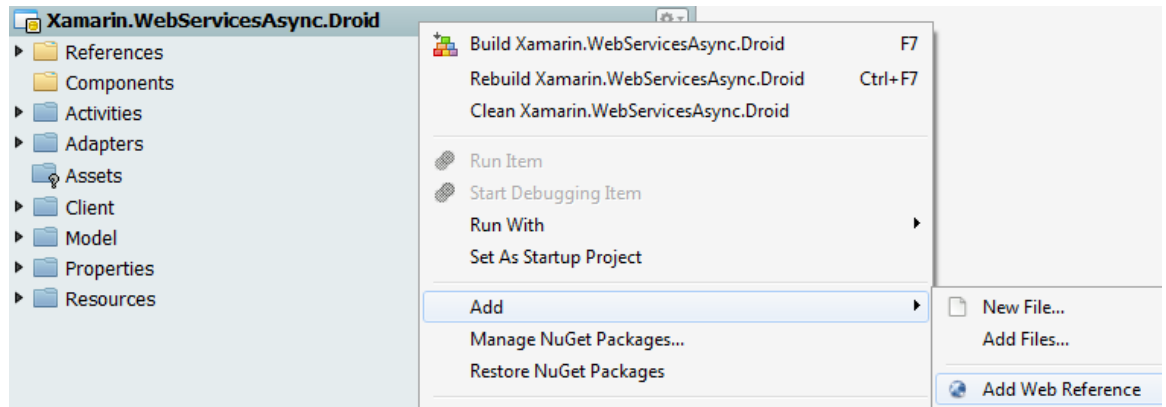 Xamarin.WebServicesAsync.Droid
References
Components
Activities
Adapters
Assets
Client
Model
Properties
Resources
Build Xamarin.WebServicesAsync.Droid F7
Rebuild Xamarin.WebServicesAsync.Droid Ctrl+F7
Clean Xamarin.WebServicesAsync.Droid
Run Item
Start Debugging Item
Run With
Set As Startup Project
Add
Manage NuGet Packages...
Restore NuGet Packages
New File...
Add Files...
Add Web Reference